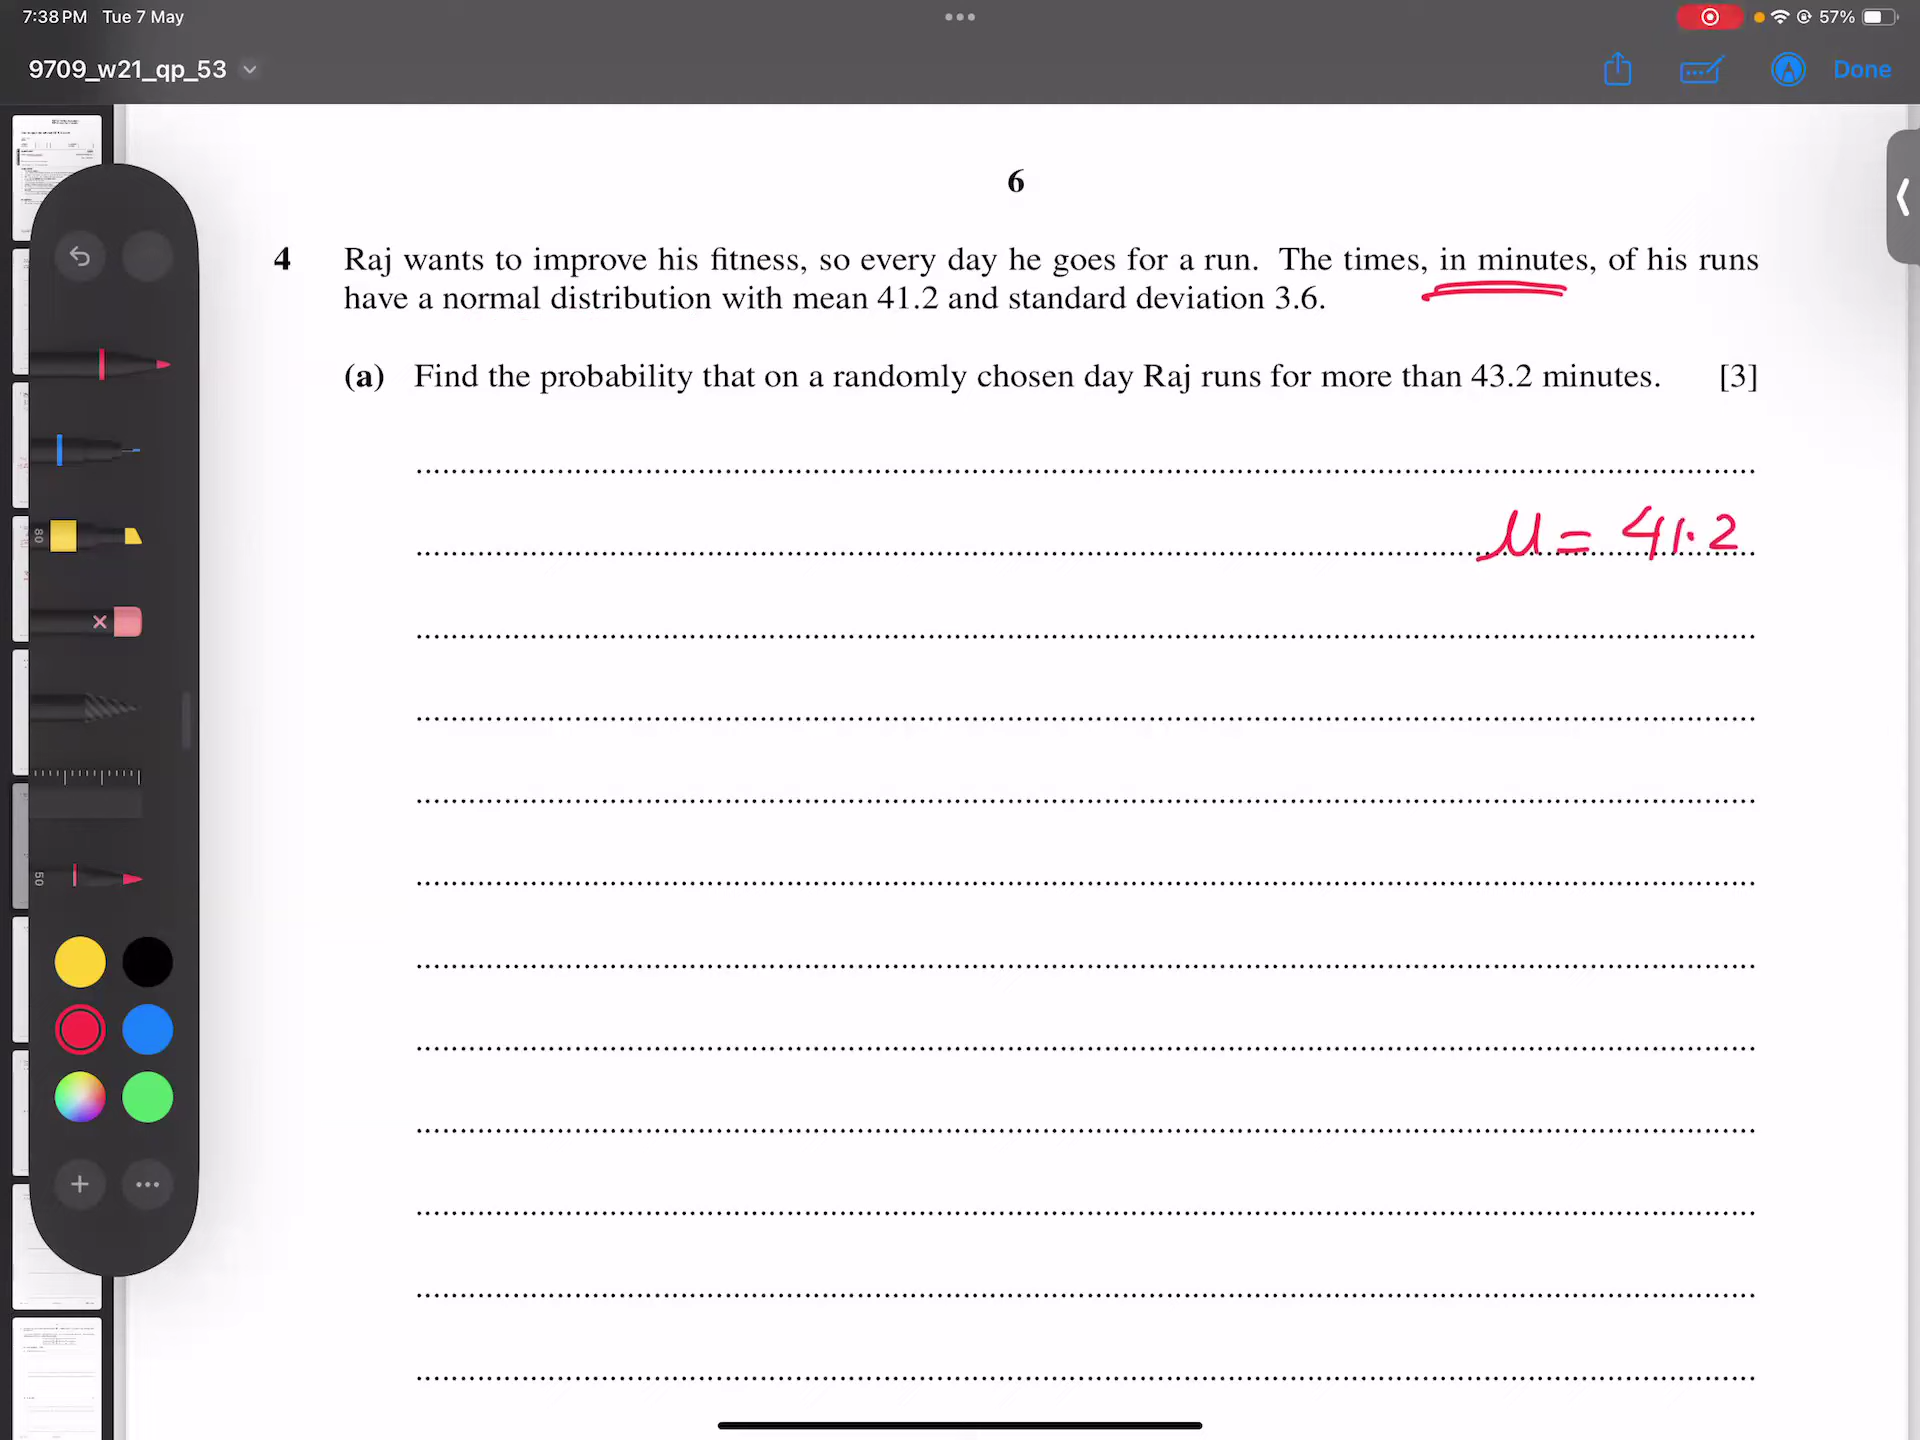 7:38 PM Tue 7 May
57%
9709_w21_qp_53
Done
6
4 Raj wants to improve his fitness, so every day he goes for a run. The times, in minutes, of his runs
have a normal distribution with mean 41.2 and standard deviation 3.6.
(a) Find the probability that on a randomly chosen day Raj runs for more than 43.2 minutes. [3]
μ = 41.2
80
50